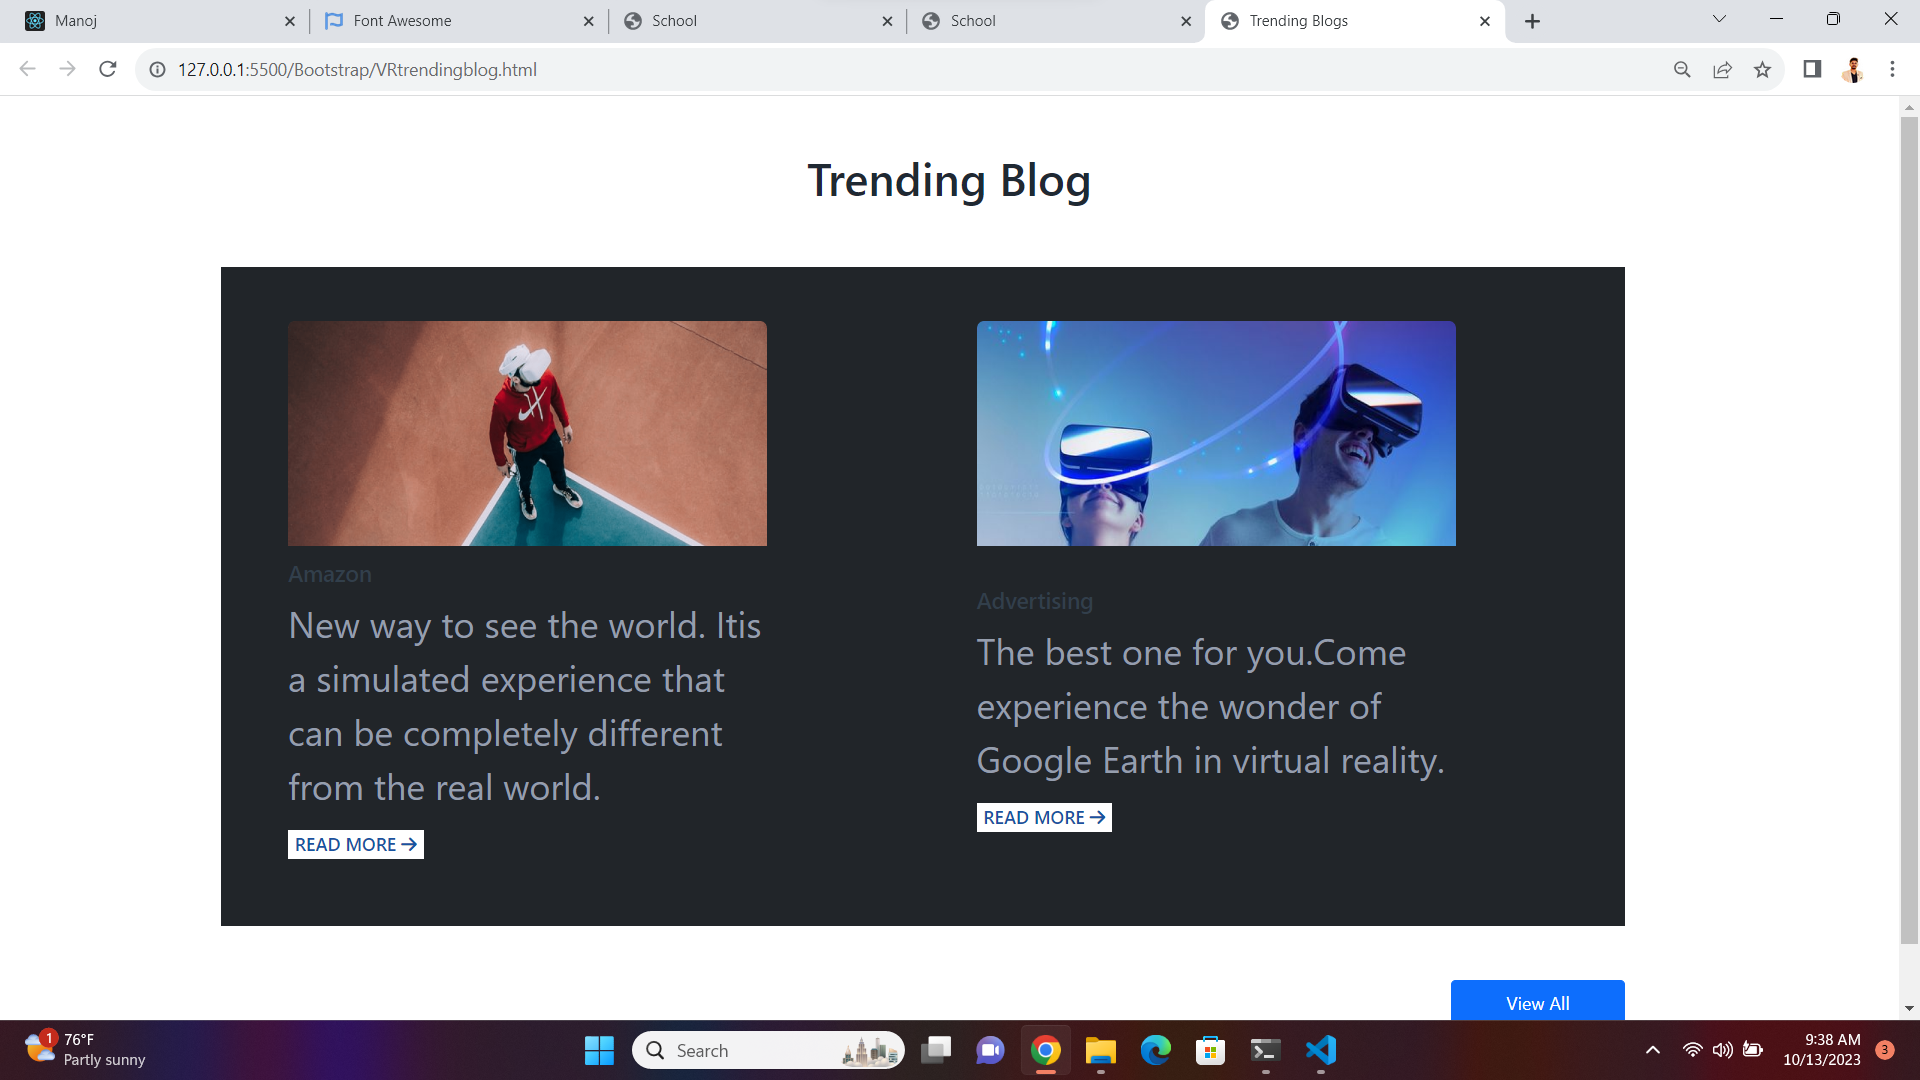 Manoj
Font Awesome
School
School
Trending Blogs
127.0.0.1:5500/Bootstrap/VRtrendingblog.html
Trending Blog
Amazon
New way to see the world. Itis
a simulated experience that
can be completely different
from the real world.
READ MORE →
Advertising
The best one for you.Come
experience the wonder of
Google Earth in virtual reality.
READ MORE →
View All
1
76°F
Partly sunny
Search
9:38 AM
10/13/2023
3